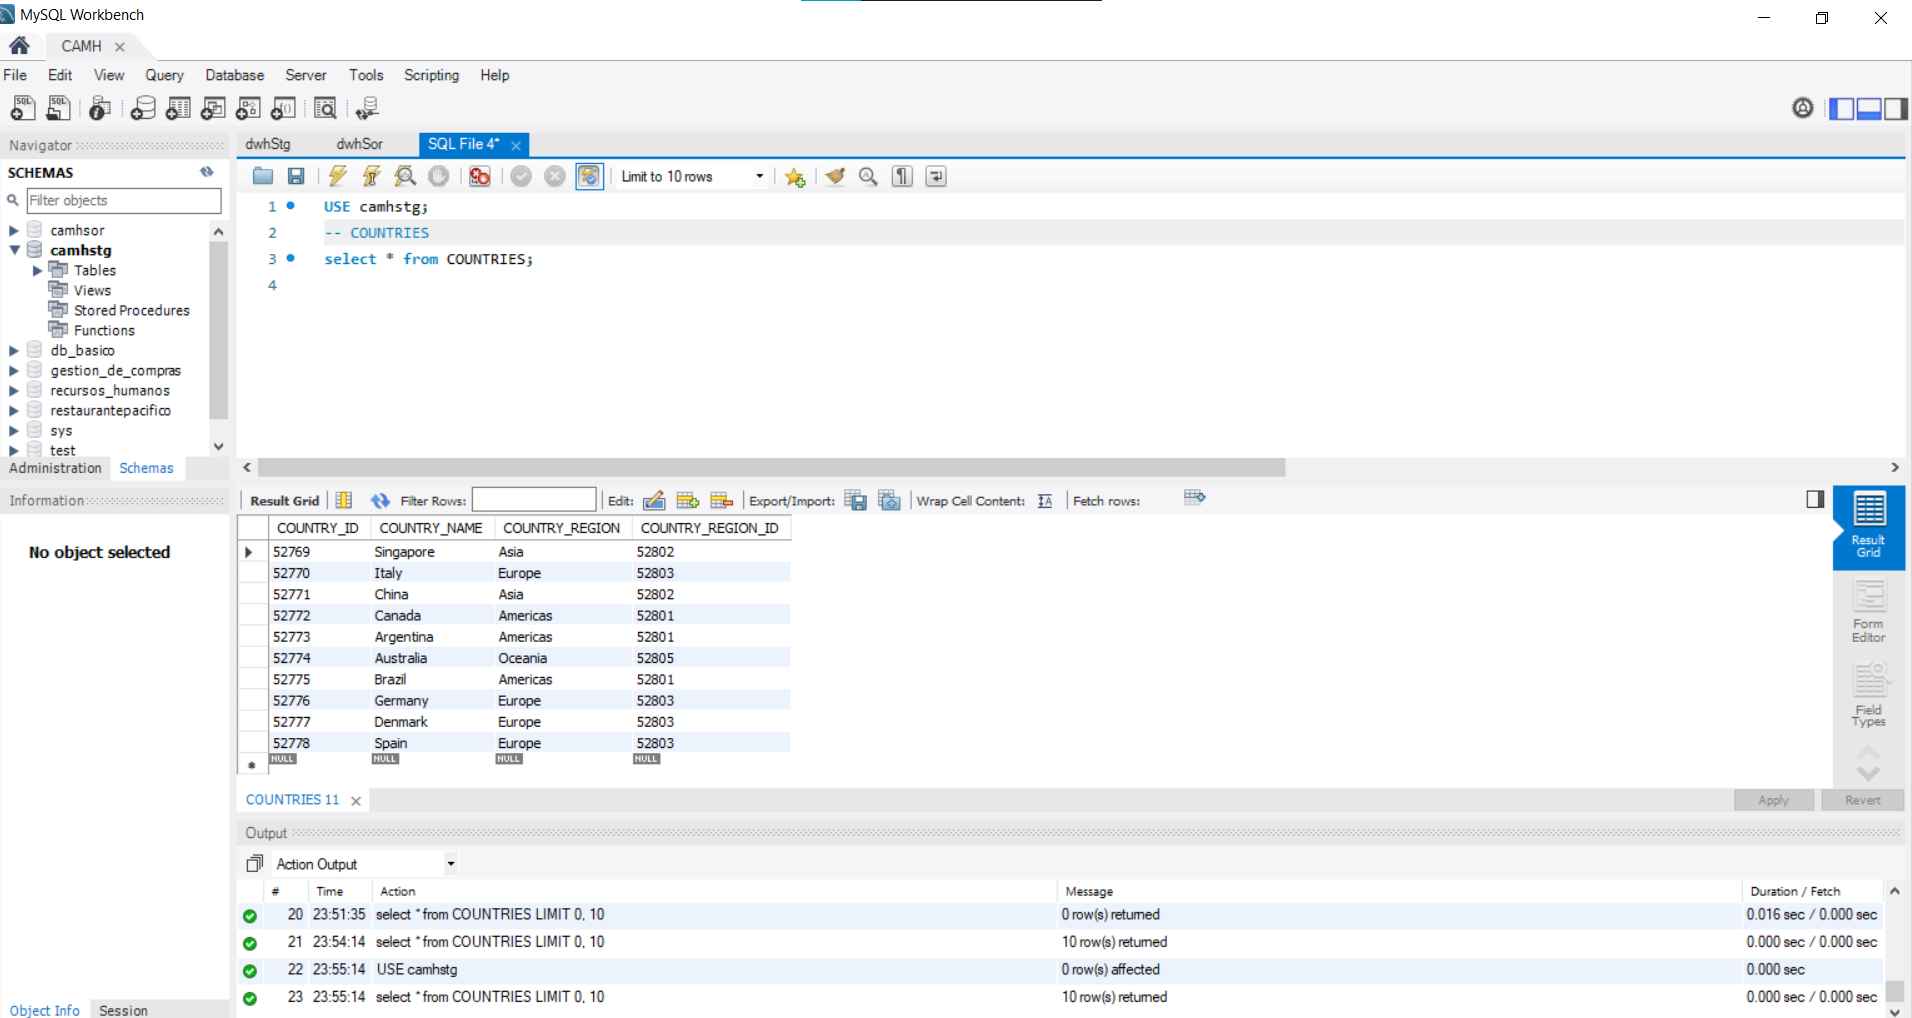 MySQL Workbench
CAMH
File Edit View Query Database Server Tools Scripting Help
Navigator
SCHEMAS
Filter objects
camhsor
camhstg
Tables
Views
Stored Procedures
Functions
db_basico
gestion_de_compras
recursos_humanos
restaurantepacifico
sys
test
Administration Schemas
Information
No object selected
Object Info Session
dwhStg dwhSor SQL File 4*
Limit to 10 rows
1 USE camhstg;
2 -- COUNTRIES
3 select * from COUNTRIES;
4
Result Grid Filter Rows: Edit: Export/Import: Wrap Cell Content: Fetch rows:
COUNTRY_ID COUNTRY_NAME COUNTRY_REGION COUNTRY_REGION_ID
52769 Singapore Asia 52802
52770 Italy Europe 52803
52771 China Asia 52802
52772 Canada Americas 52801
52773 Argentina Americas 52801
52774 Australia Oceania 52805
52775 Brazil Americas 52801
52776 Germany Europe 52803
52777 Denmark Europe 52803
52778 Spain Europe 52803
NULL NULL NULL NULL
Result
Grid
Form
Editor
Field
Types
COUNTRIES 11
Apply Revert
Output
Action Output
# Time Action Message Duration / Fetch
20 23:51:35 select * from COUNTRIES LIMIT 0, 10 0 row(s) returned 0.016 sec / 0.000 sec
21 23:54:14 select * from COUNTRIES LIMIT 0, 10 10 row(s) returned 0.000 sec / 0.000 sec
22 23:55:14 USE camhstg 0 row(s) affected 0.000 sec
23 23:55:14 select * from COUNTRIES LIMIT 0, 10 10 row(s) returned 0.000 sec / 0.000 sec